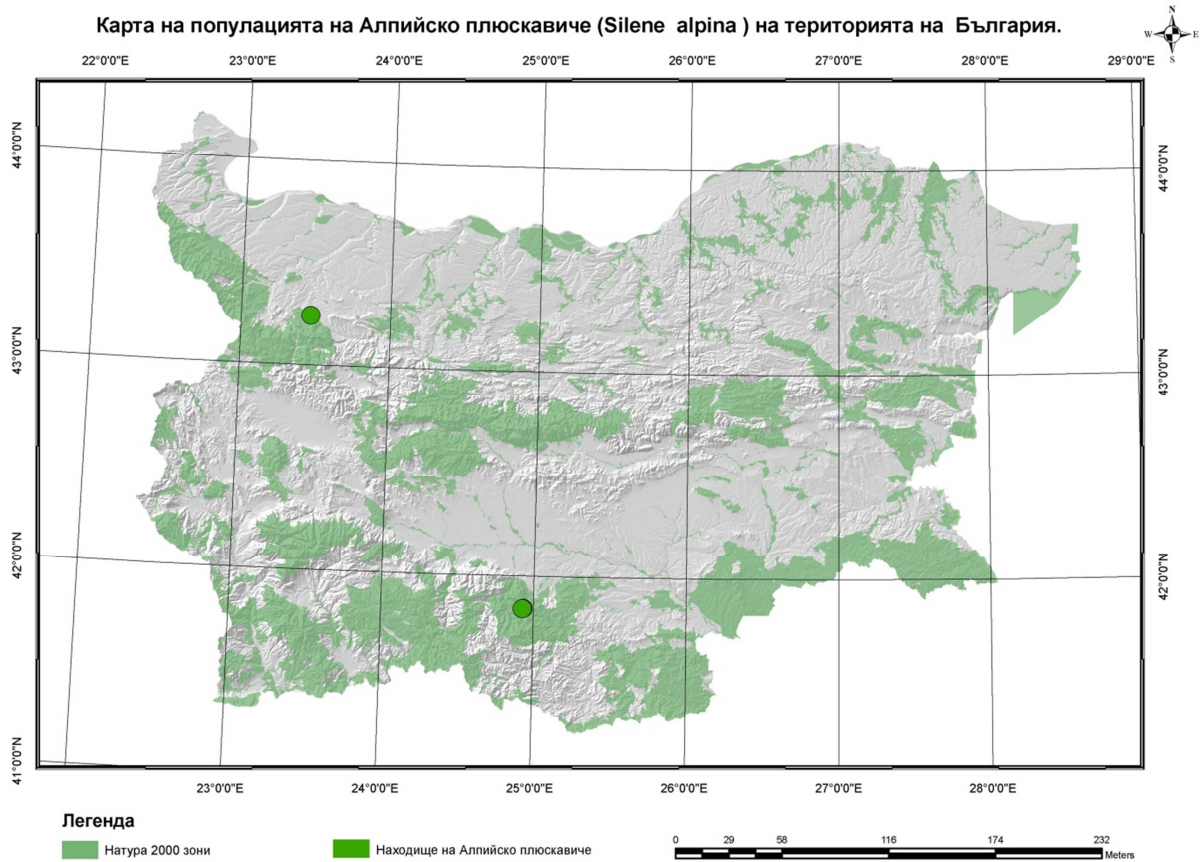 Карта на популацията на Алпийско плюскавиче (Silene alpina ) на територията на България.
N
W E
S
22°0'0"E 23°0'0"E 24°0'0"E 25°0'0"E 26°0'0"E 27°0'0"E 28°0'0"E 29°0'0"E
44°0'0"N 44°0'0"N
43°0'0"N 43°0'0"N
42°0'0"N 42°0'0"N
41°0'0"N
23°0'0"E 24°0'0"E 25°0'0"E 26°0'0"E 27°0'0"E 28°0'0"E
Легенда
Натура 2000 зони
Находище на Алпийско плюскавиче
0 29 58 116 174 232
Meters